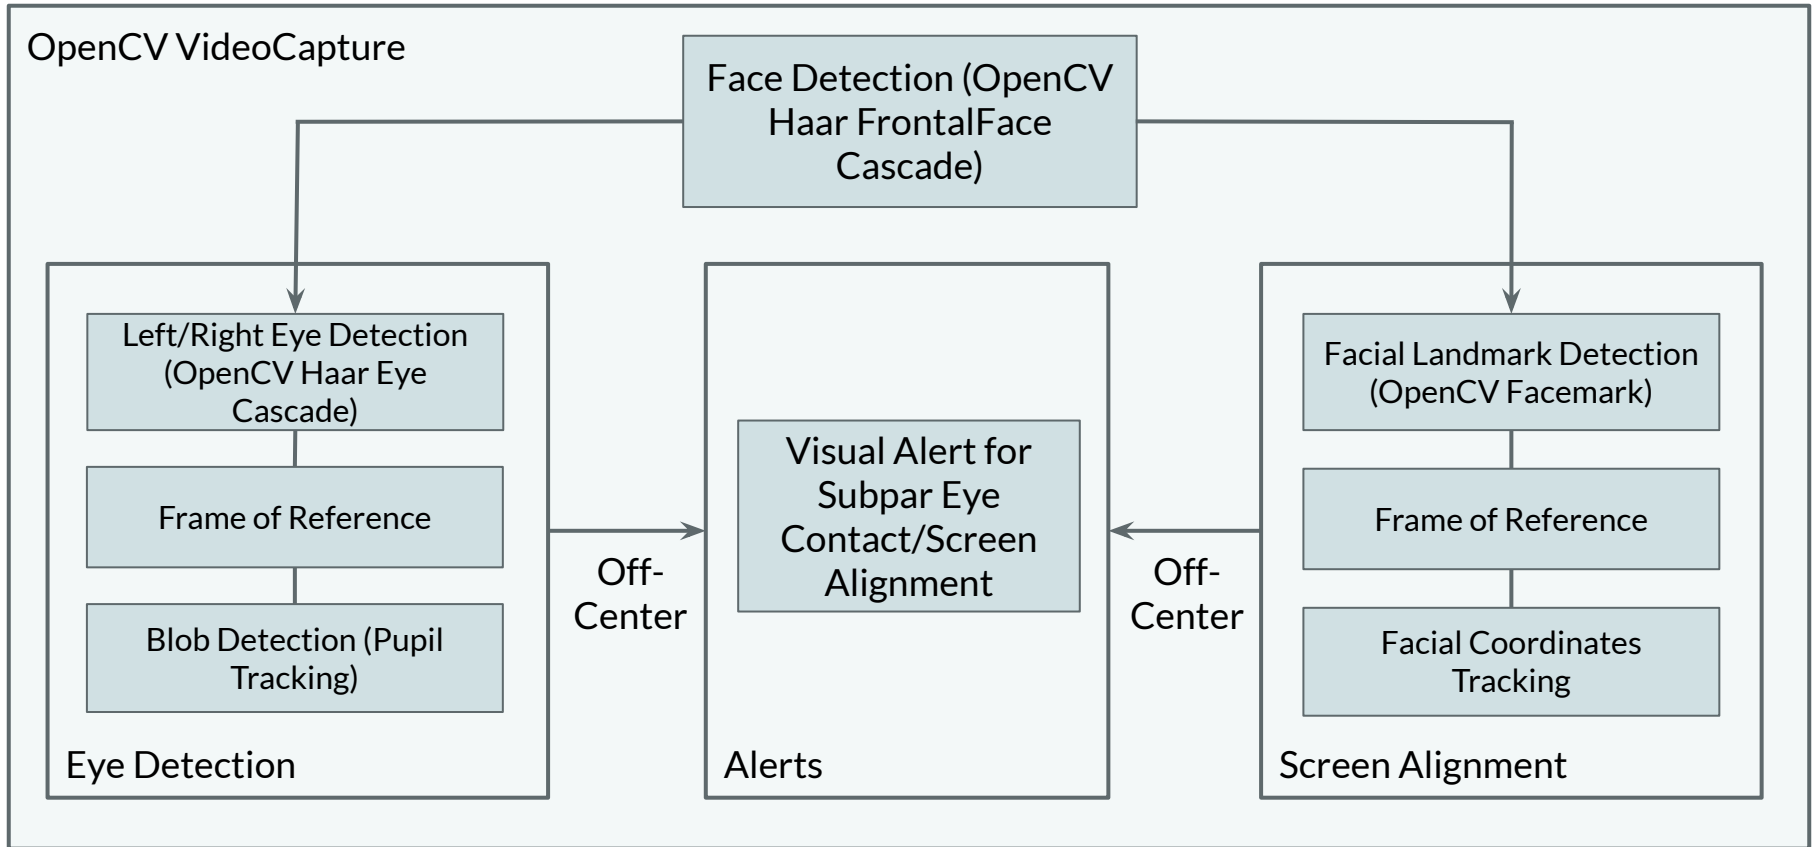 OpenCV VideoCapture
Face Detection (OpenCV
Haar FrontalFace
Cascade)
Left/Right Eye Detection
(OpenCV Haar Eye
Cascade)
Frame of Reference
Blob Detection (Pupil
Tracking)
Eye Detection
Off-
Center
Visual Alert for
Subpar Eye
Contact/Screen
Alignment
Alerts
Off-
Center
Facial Landmark Detection
(OpenCV Facemark)
Frame of Reference
Facial Coordinates
Tracking
Screen Alignment